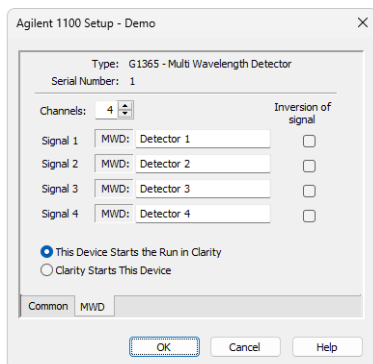 Agilent 1100 Setup - Demo
Type: G1365 - Multi Wavelength Detector
Serial Number: 1
Channels: 4
Inversion of signal
Signal 1 MWD: Detector 1
Signal 2 MWD: Detector 2
Signal 3 MWD: Detector 3
Signal 4 MWD: Detector 4
This Device Starts the Run in Clarity
Clarity Starts This Device
Common MWD
OK Cancel Help